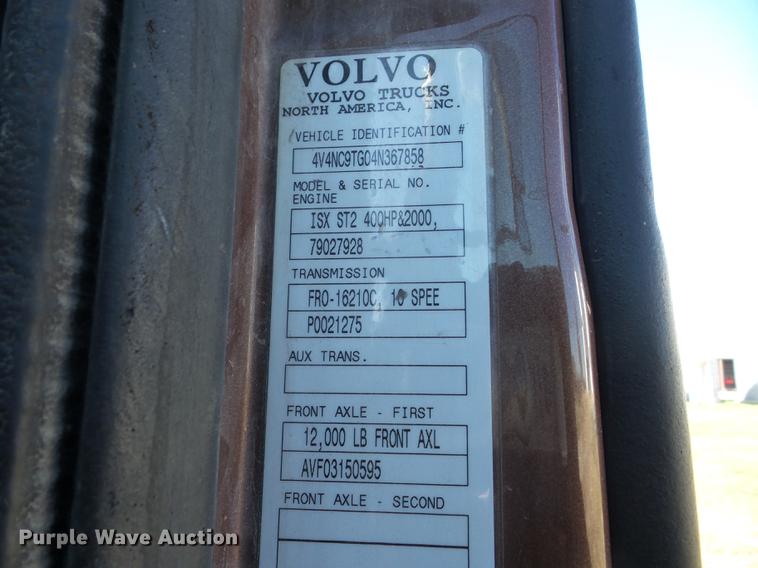 VOLVO
VOLVO TRUCKS
NORTH AMERICA, INC.
VEHICLE IDENTIFICATION #
4V4NC9TG04N367858
MODEL & SERIAL NO.
ENGINE
ISX ST2 400HP&2000,
79027928
TRANSMISSION
FRO-16210C, 10 SPEE
P0021275
AUX TRANS.
FRONT AXLE - FIRST
12,000 LB FRONT AXL
AVF03150595
FRONT AXLE - SECOND
Purple Wave Auction®